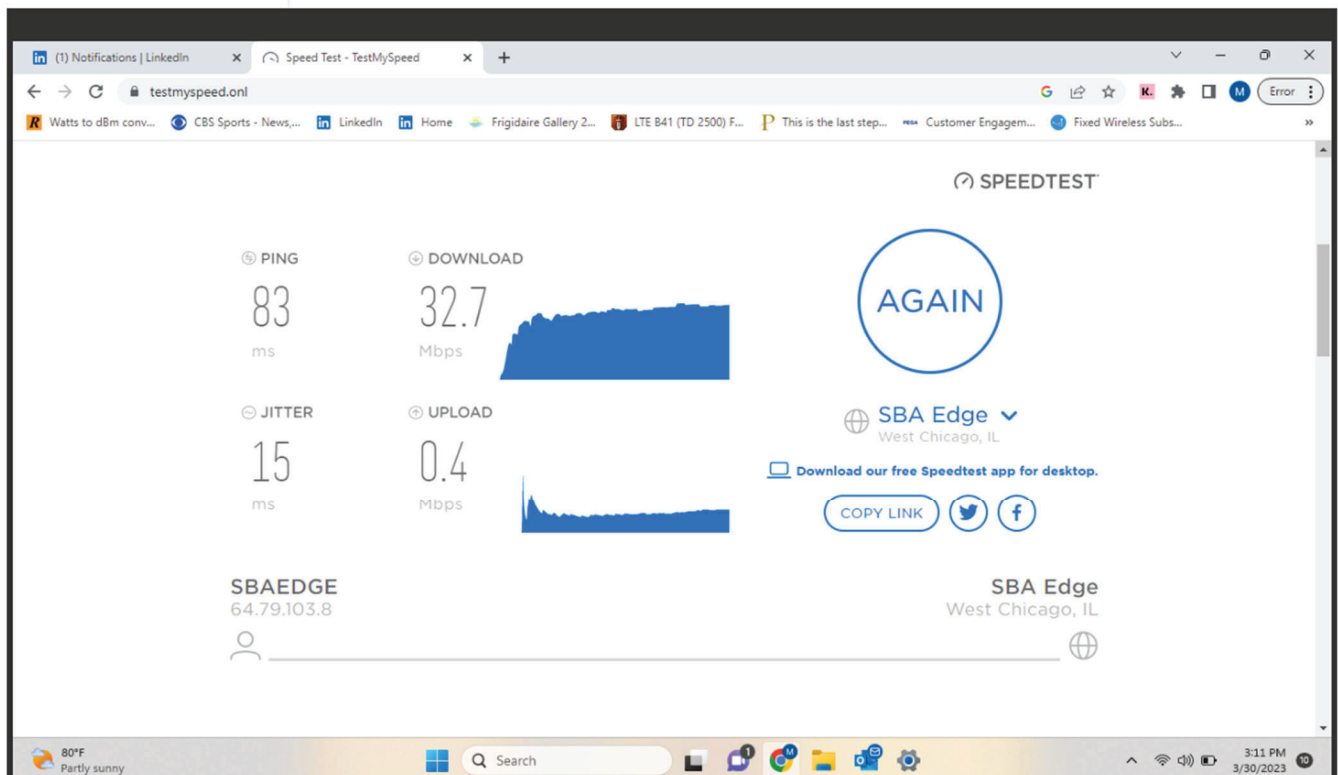 (1) Notifications | LinkedIn
Speed Test - TestMySpeed
testmyspeed.onl
G K. M Error
R Watts to dBm conv... CBS Sports - News,... in LinkedIn in Home Frigidaire Gallery 2... LTE B41 (TD 2500) F... P This is the last step... Customer Engagem... Fixed Wireless Subs... »
SPEEDTEST
PING DOWNLOAD
83 32.7
ms Mbps
AGAIN
JITTER UPLOAD
15 0.4
ms Mbps
SBA Edge
West Chicago, IL
Download our free Speedtest app for desktop.
COPY LINK
SBAEDGE
64.79.103.8
SBA Edge
West Chicago, IL
80°F
Partly sunny
Search
1
M
3:11 PM
3/30/2023
10